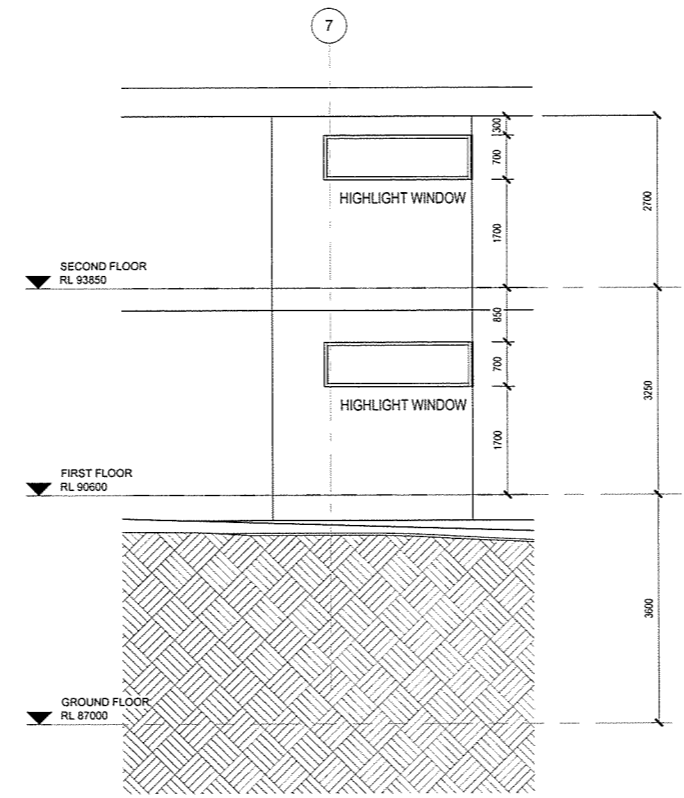 7
300
700
HIGHLIGHT WINDOW
1700
2700
SECOND FLOOR
RL 93850
850
700
HIGHLIGHT WINDOW
1700
3250
FIRST FLOOR
RL 90600
3600
GROUND FLOOR
RL 87000